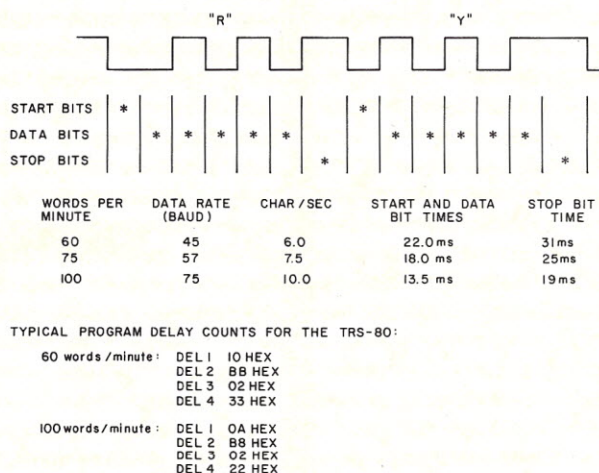 "R" "Y"
START BITS *
DATA BITS * * * * * * * * * *
STOP BITS * *
WORDS PER MINUTE DATA RATE (BAUD) CHAR/SEC START AND DATA BIT TIMES STOP BIT TIME
60 45 6.0 22.0 ms 31ms
75 57 7.5 18.0 ms 25ms
100 75 10.0 13.5 ms 19ms
TYPICAL PROGRAM DELAY COUNTS FOR THE TRS-80:
60 words/minute: DEL 1 10 HEX
DEL 2 BB HEX
DEL 3 02 HEX
DEL 4 33 HEX
100 words/minute: DEL 1 0A HEX
DEL 2 B8 HEX
DEL 3 02 HEX
DEL 4 22 HEX